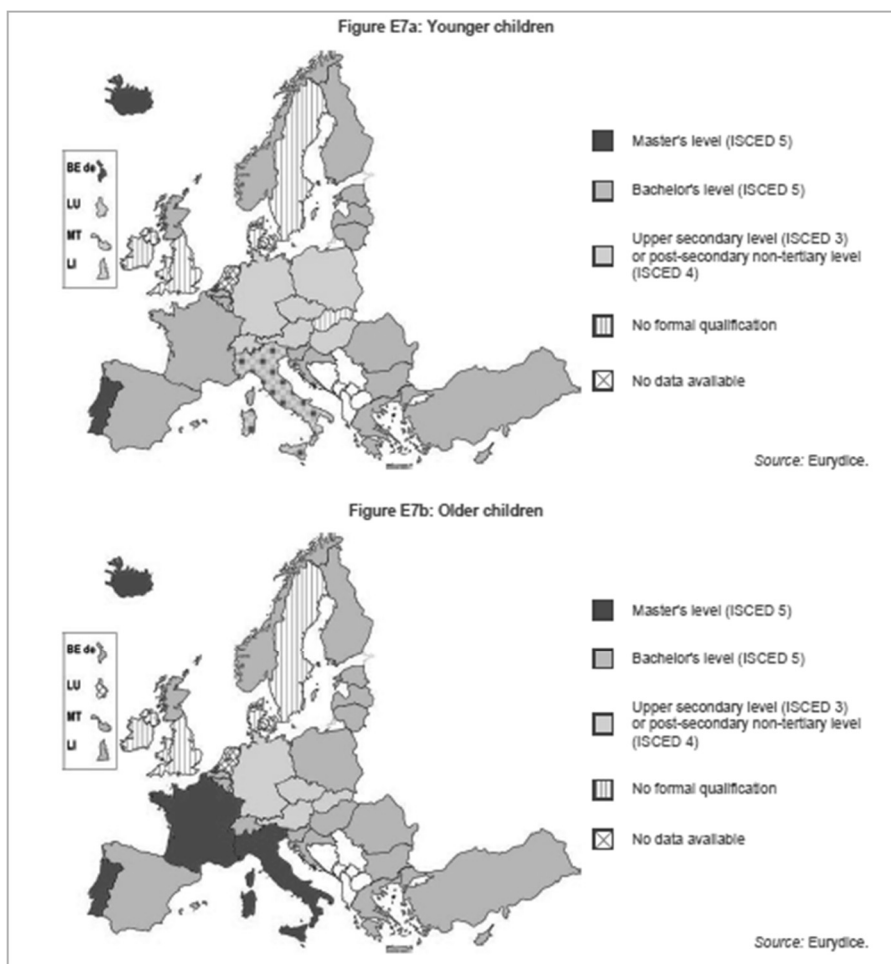 Figure E7a: Younger children
BE de
LU
MT
LI
Master's level (ISCED 5)
Bachelor's level (ISCED 5)
Upper secondary level (ISCED 3)
or post-secondary non-tertiary level
(ISCED 4)
No formal qualification
No data available
Source: Eurydice.
Figure E7b: Older children
BE de
LU
MT
LI
Master's level (ISCED 5)
Bachelor's level (ISCED 5)
Upper secondary level (ISCED 3)
or post-secondary non-tertiary level
(ISCED 4)
No formal qualification
No data available
Source: Eurydice.